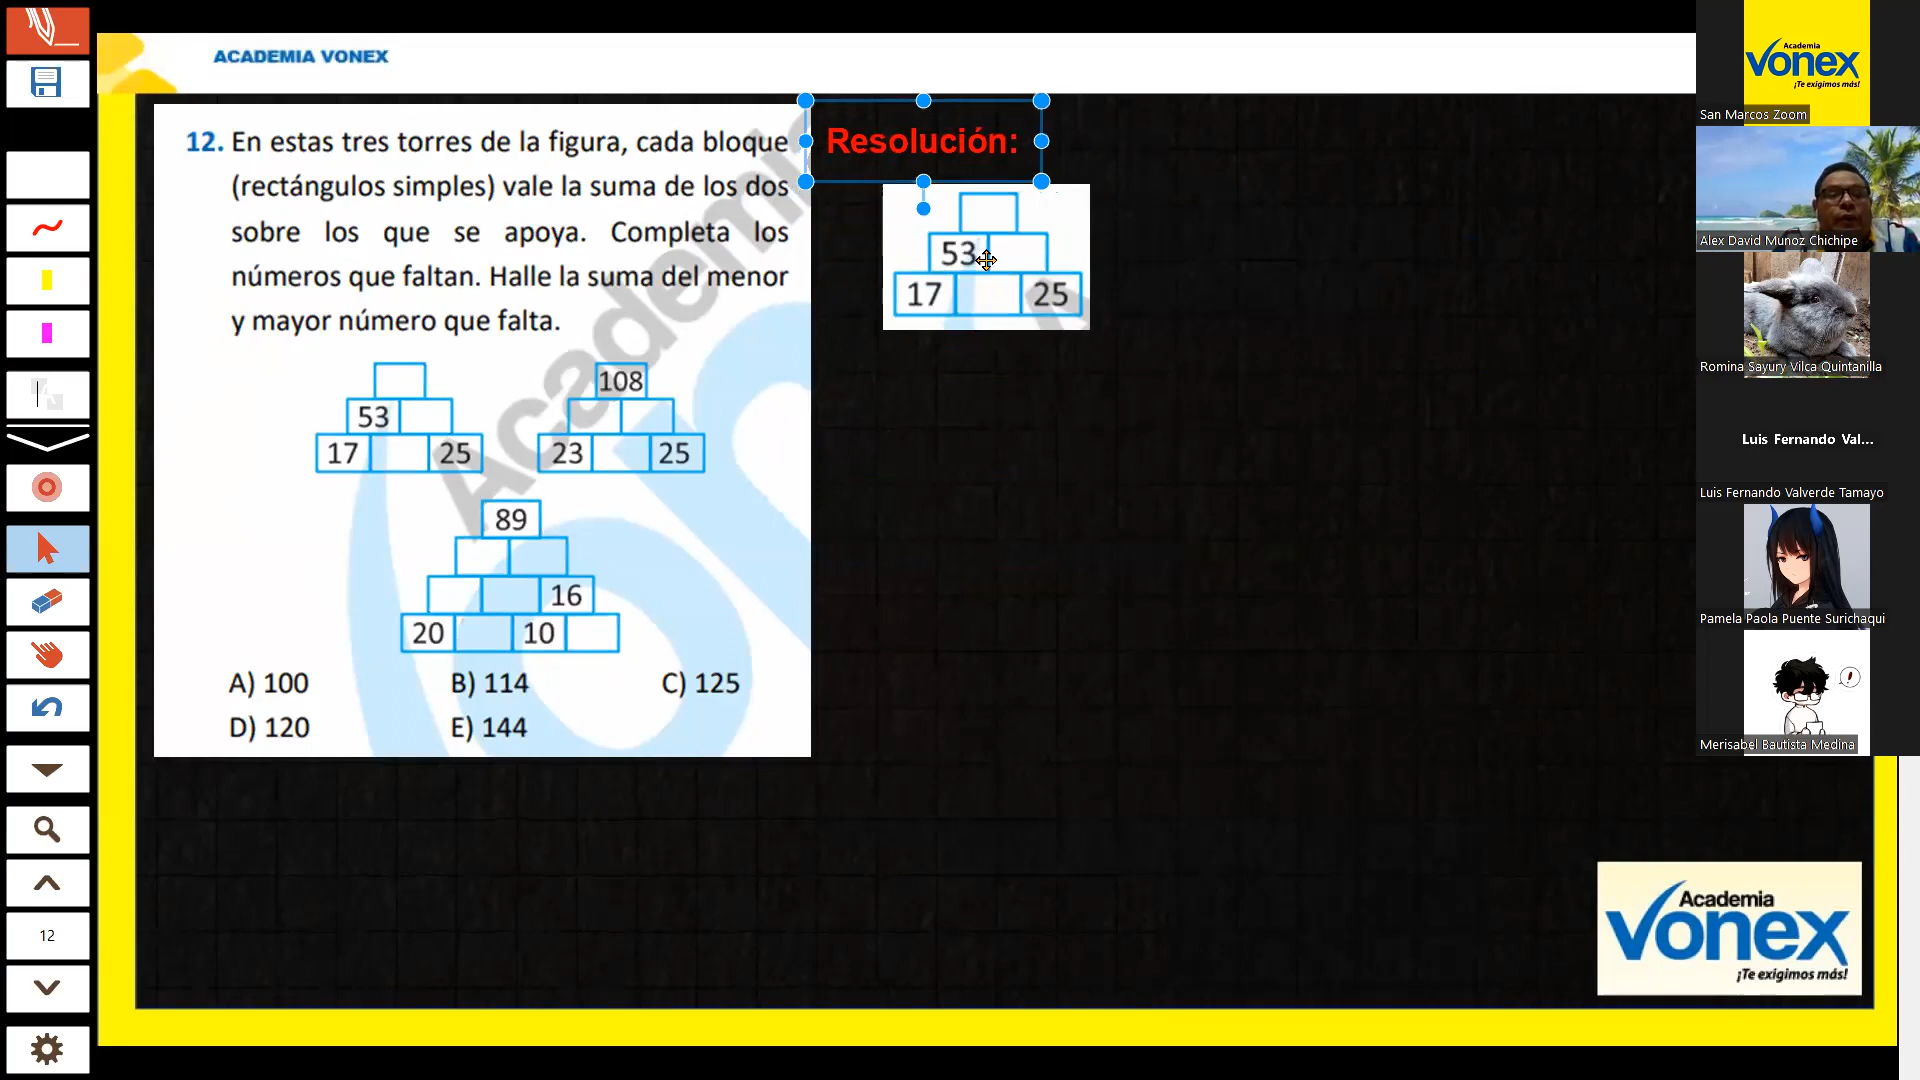 ACADEMIA VONEX
12. En estas tres torres de la figura, cada bloque
(rectángulos simples) vale la suma de los dos
sobre los que se apoya. Completa los
números que faltan. Halle la suma del menor
y mayor número que falta.
108
53
17 25 23 25
89
16
20 10
A) 100 B) 114 C) 125
D) 120 E) 144
Academia
Resolución:
53
17 25
12
Academia
Vonex
¡Te exigimos más!
San Marcos Zoom
Alex David Munoz Chichipe
Romina Sayury Vilca Quintanilla
Luis Fernando Val...
Luis Fernando Valverde Tamayo
Pamela Paola Puente Surichaqui
!
Merisabel Bautista Medina
Academia
Vonex
¡Te exigimos más!